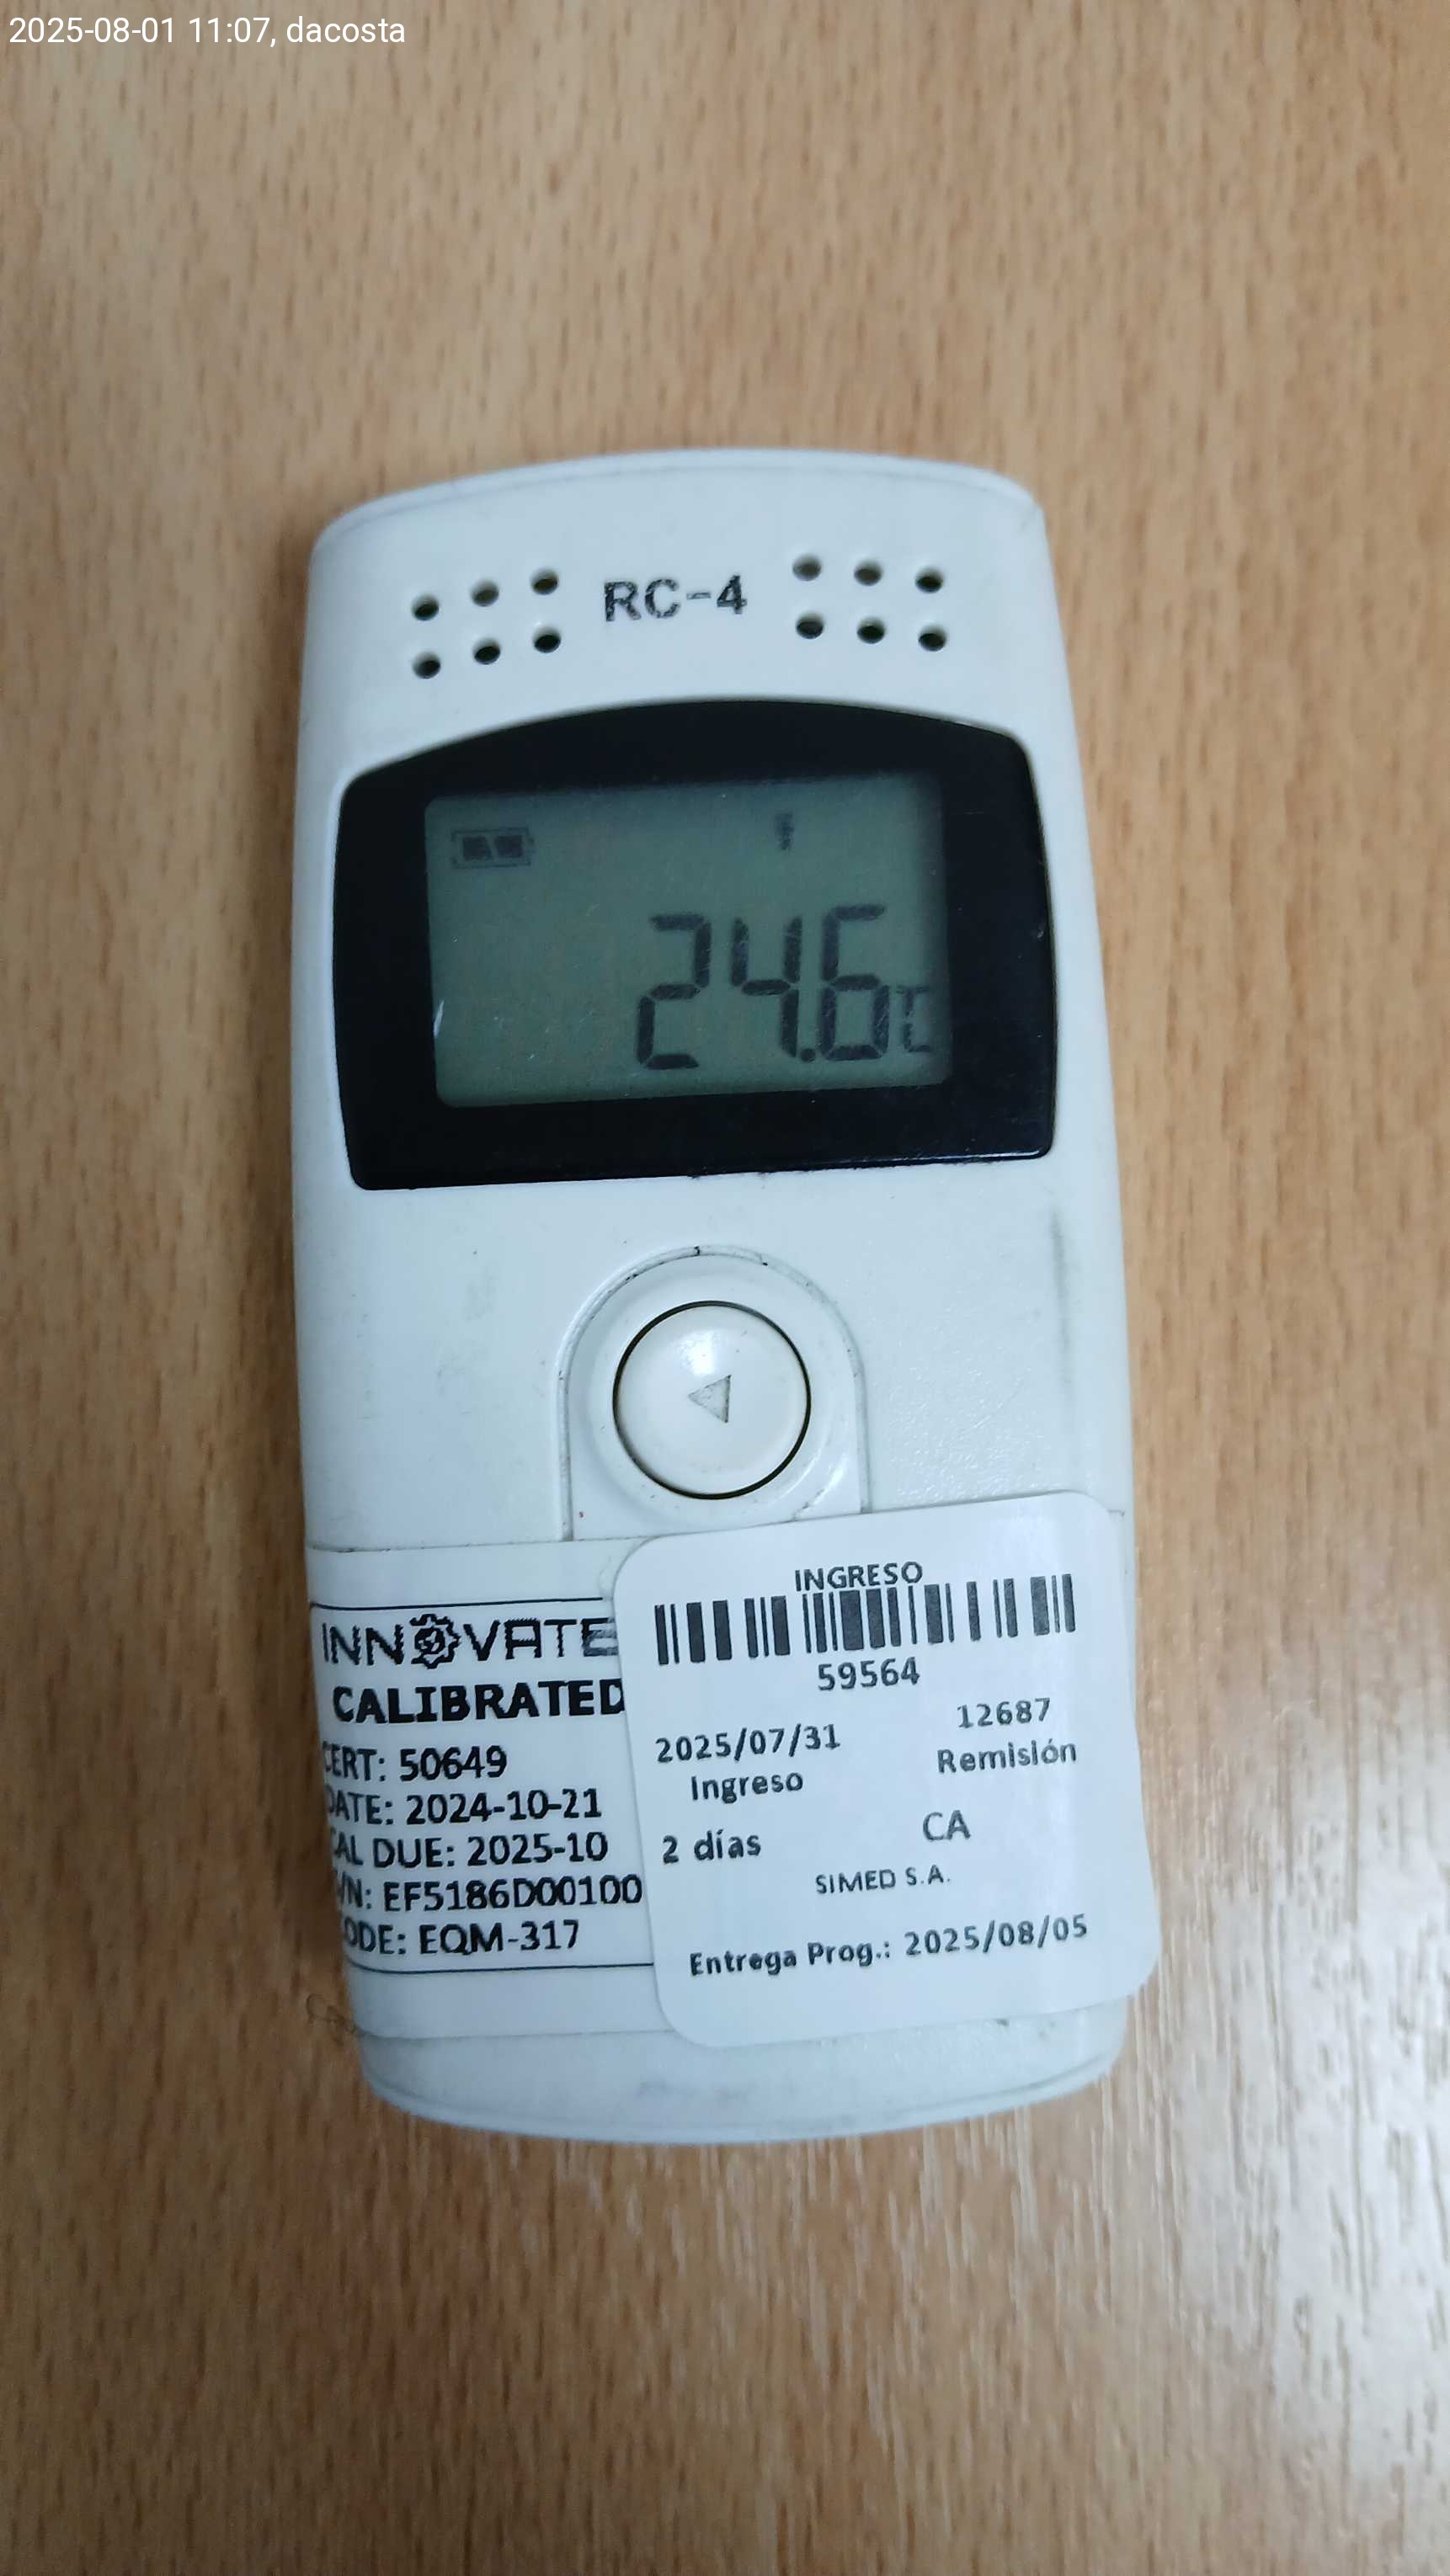 2025-08-01 11:07, dacosta
RC-4
24.6℃
INNOVATE
CALIBRATED
CERT: 50649
DATE: 2024-10-21
CAL DUE: 2025-10
/N: EF5186D00100
CODE: EQM-317
INGRESO
59564
2025/07/31 12687
Ingreso Remisión
2 días CA
SIMED S.A.
Entrega Prog.: 2025/08/05